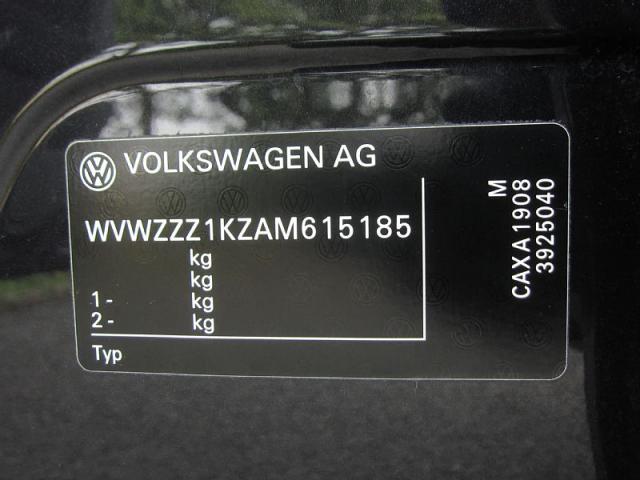 VOLKSWAGEN AG
WVWZZZ1KZAM615185
kg
kg
1- kg
2- kg
Typ
M
CAXA1908
3925040